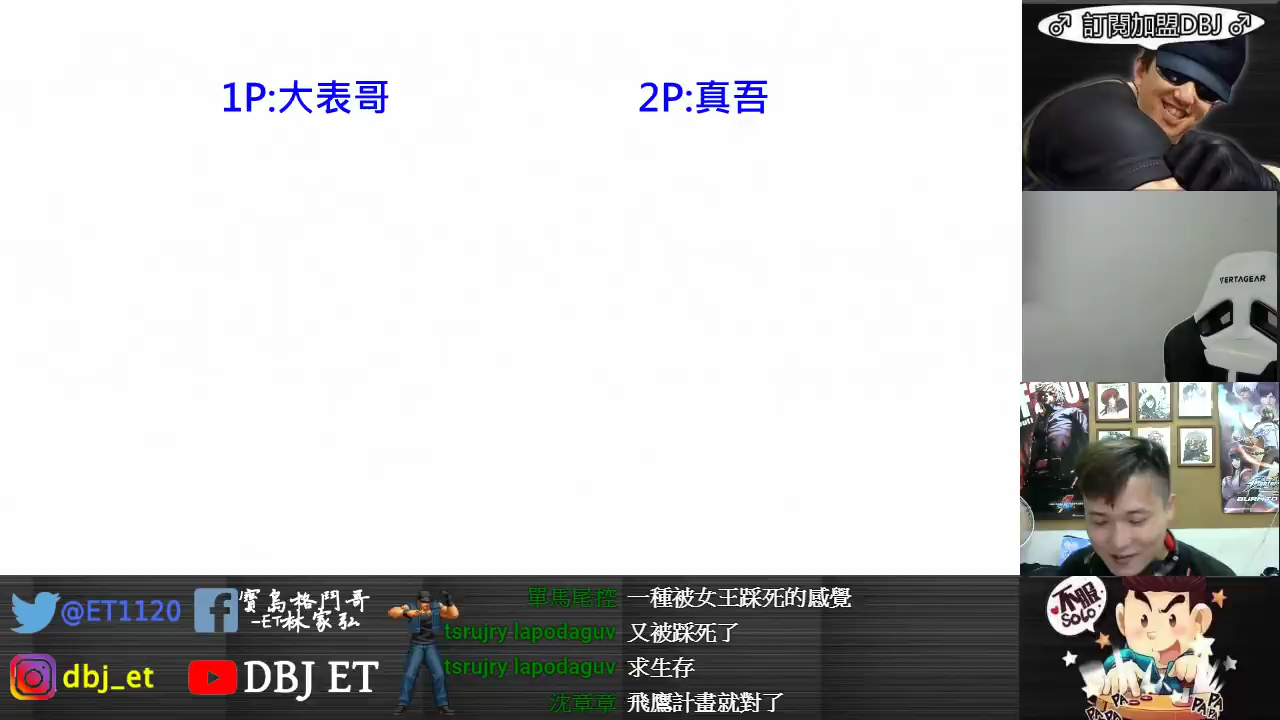 ♂ 訂閱加盟DBJ ♂
1P:大表哥
2P:真吾
VERTAGEAR
@ET1120
寶島格鬥哥
-ET林家弘
dbj_et
DBJ ET
單馬尾控 一種被女王踩死的感覺
tsrujry lapodaguv 又被踩死了
tsrujry lapodaguv 求生存
沈章章 飛鷹計畫就對了
不服
SOLO